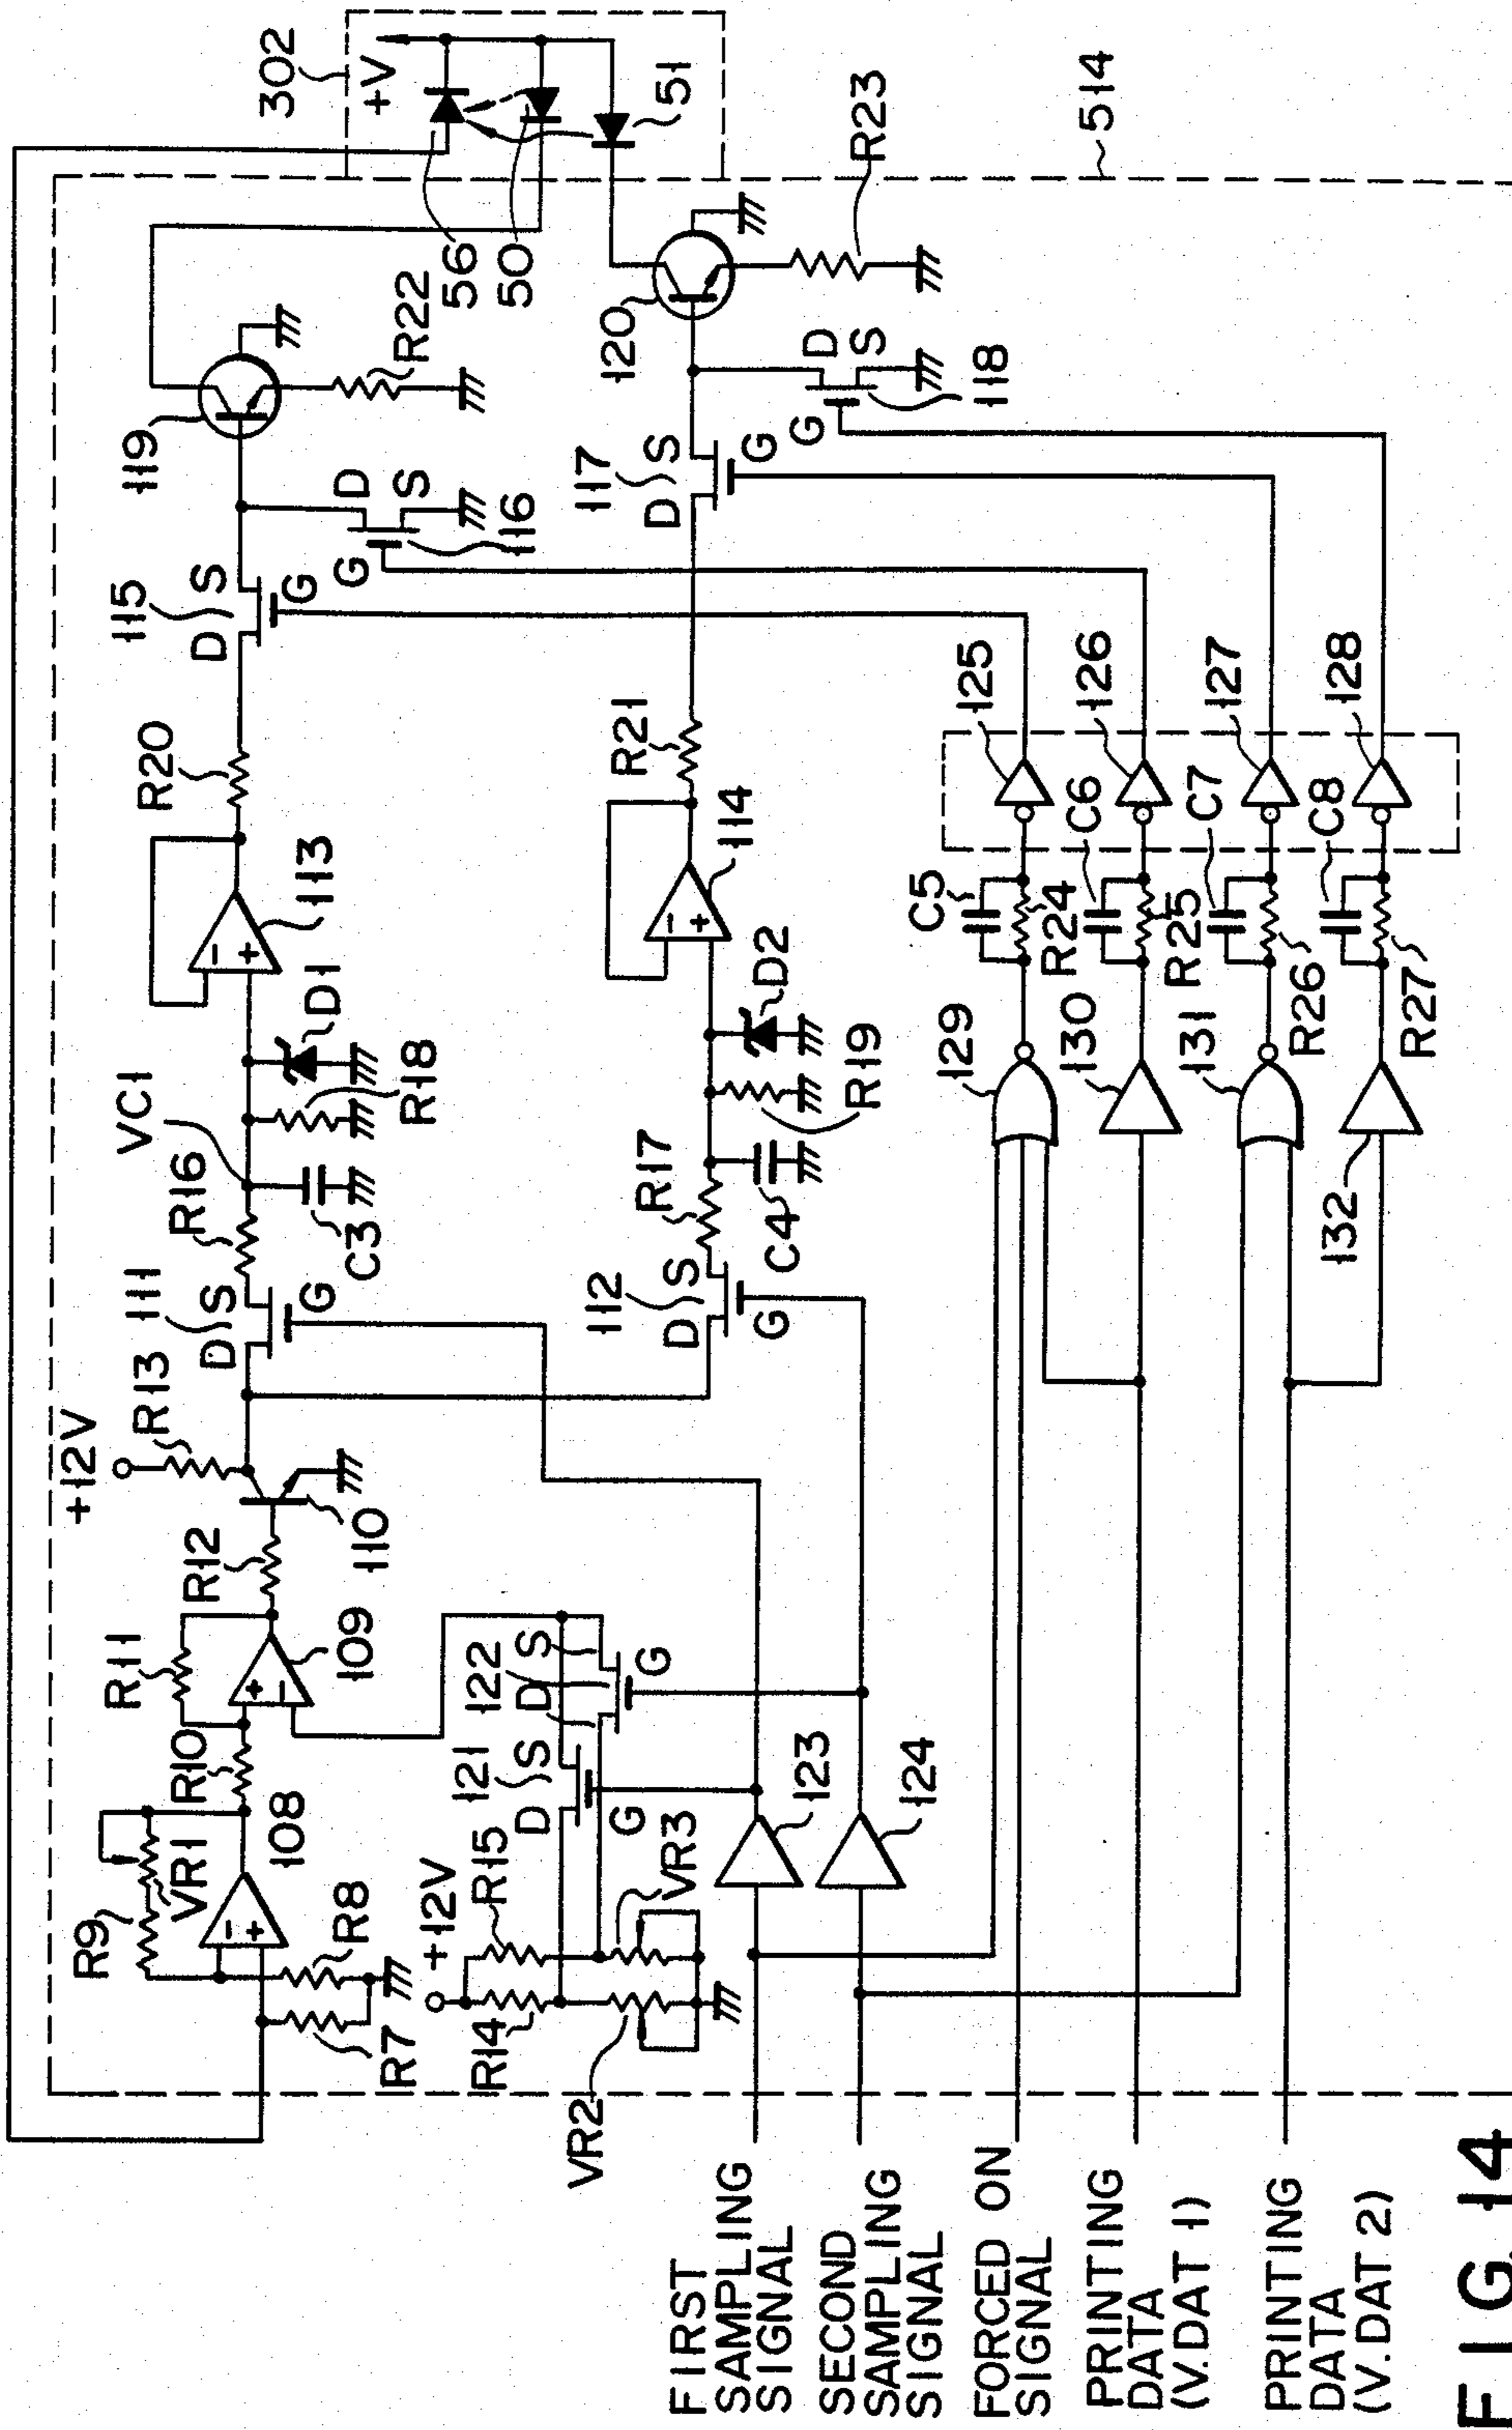 302
+V
51
56
50
R23
514
119
R22
120
D
S
G
118
115
D
S
G
D
S
G
116
117
D
S
G
R20
R21
113
114
125
126
127
128
C5
C6
C7
C8
R24
R25
R26
R27
VC1
R16
C3
D1
R18
R17
C4
D2
R19
129
130
131
132
+12V
R13
111
D
S
G
112
D
S
G
R12
110
R11
109
R10
108
R9
VR1
R8
R7
+12V
R15
R14
VR2
VR3
121
D
S
G
122
D
S
G
123
124
FIRST
SAMPLING
SIGNAL
SECOND
SAMPLING
SIGNAL
FORCED ON
SIGNAL
PRINTING
DATA
(V.DAT 1)
PRINTING
DATA
(V.DAT 2)
FIG. 14